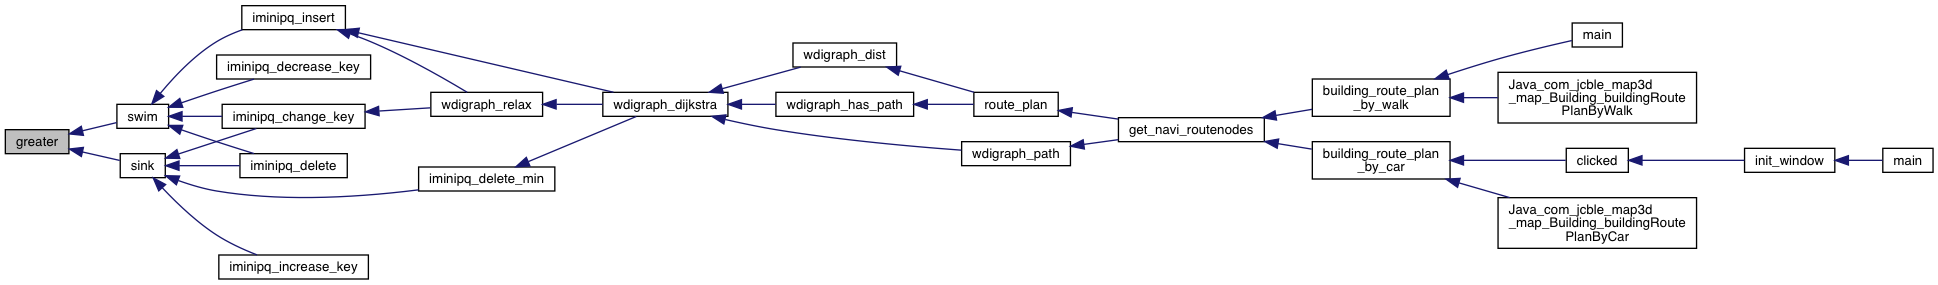 greater
swim
sink
iminipq_insert
iminipq_decrease_key
iminipq_change_key
iminipq_delete
iminipq_increase_key
wdigraph_relax
iminipq_delete_min
wdigraph_dijkstra
wdigraph_dist
wdigraph_has_path
wdigraph_path
route_plan
get_navi_routenodes
building_route_plan
_by_walk
building_route_plan
_by_car
main
Java_com_jcble_map3d
_map_Building_buildingRoute
PlanByWalk
clicked
Java_com_jcble_map3d
_map_Building_buildingRoute
PlanByCar
init_window
main